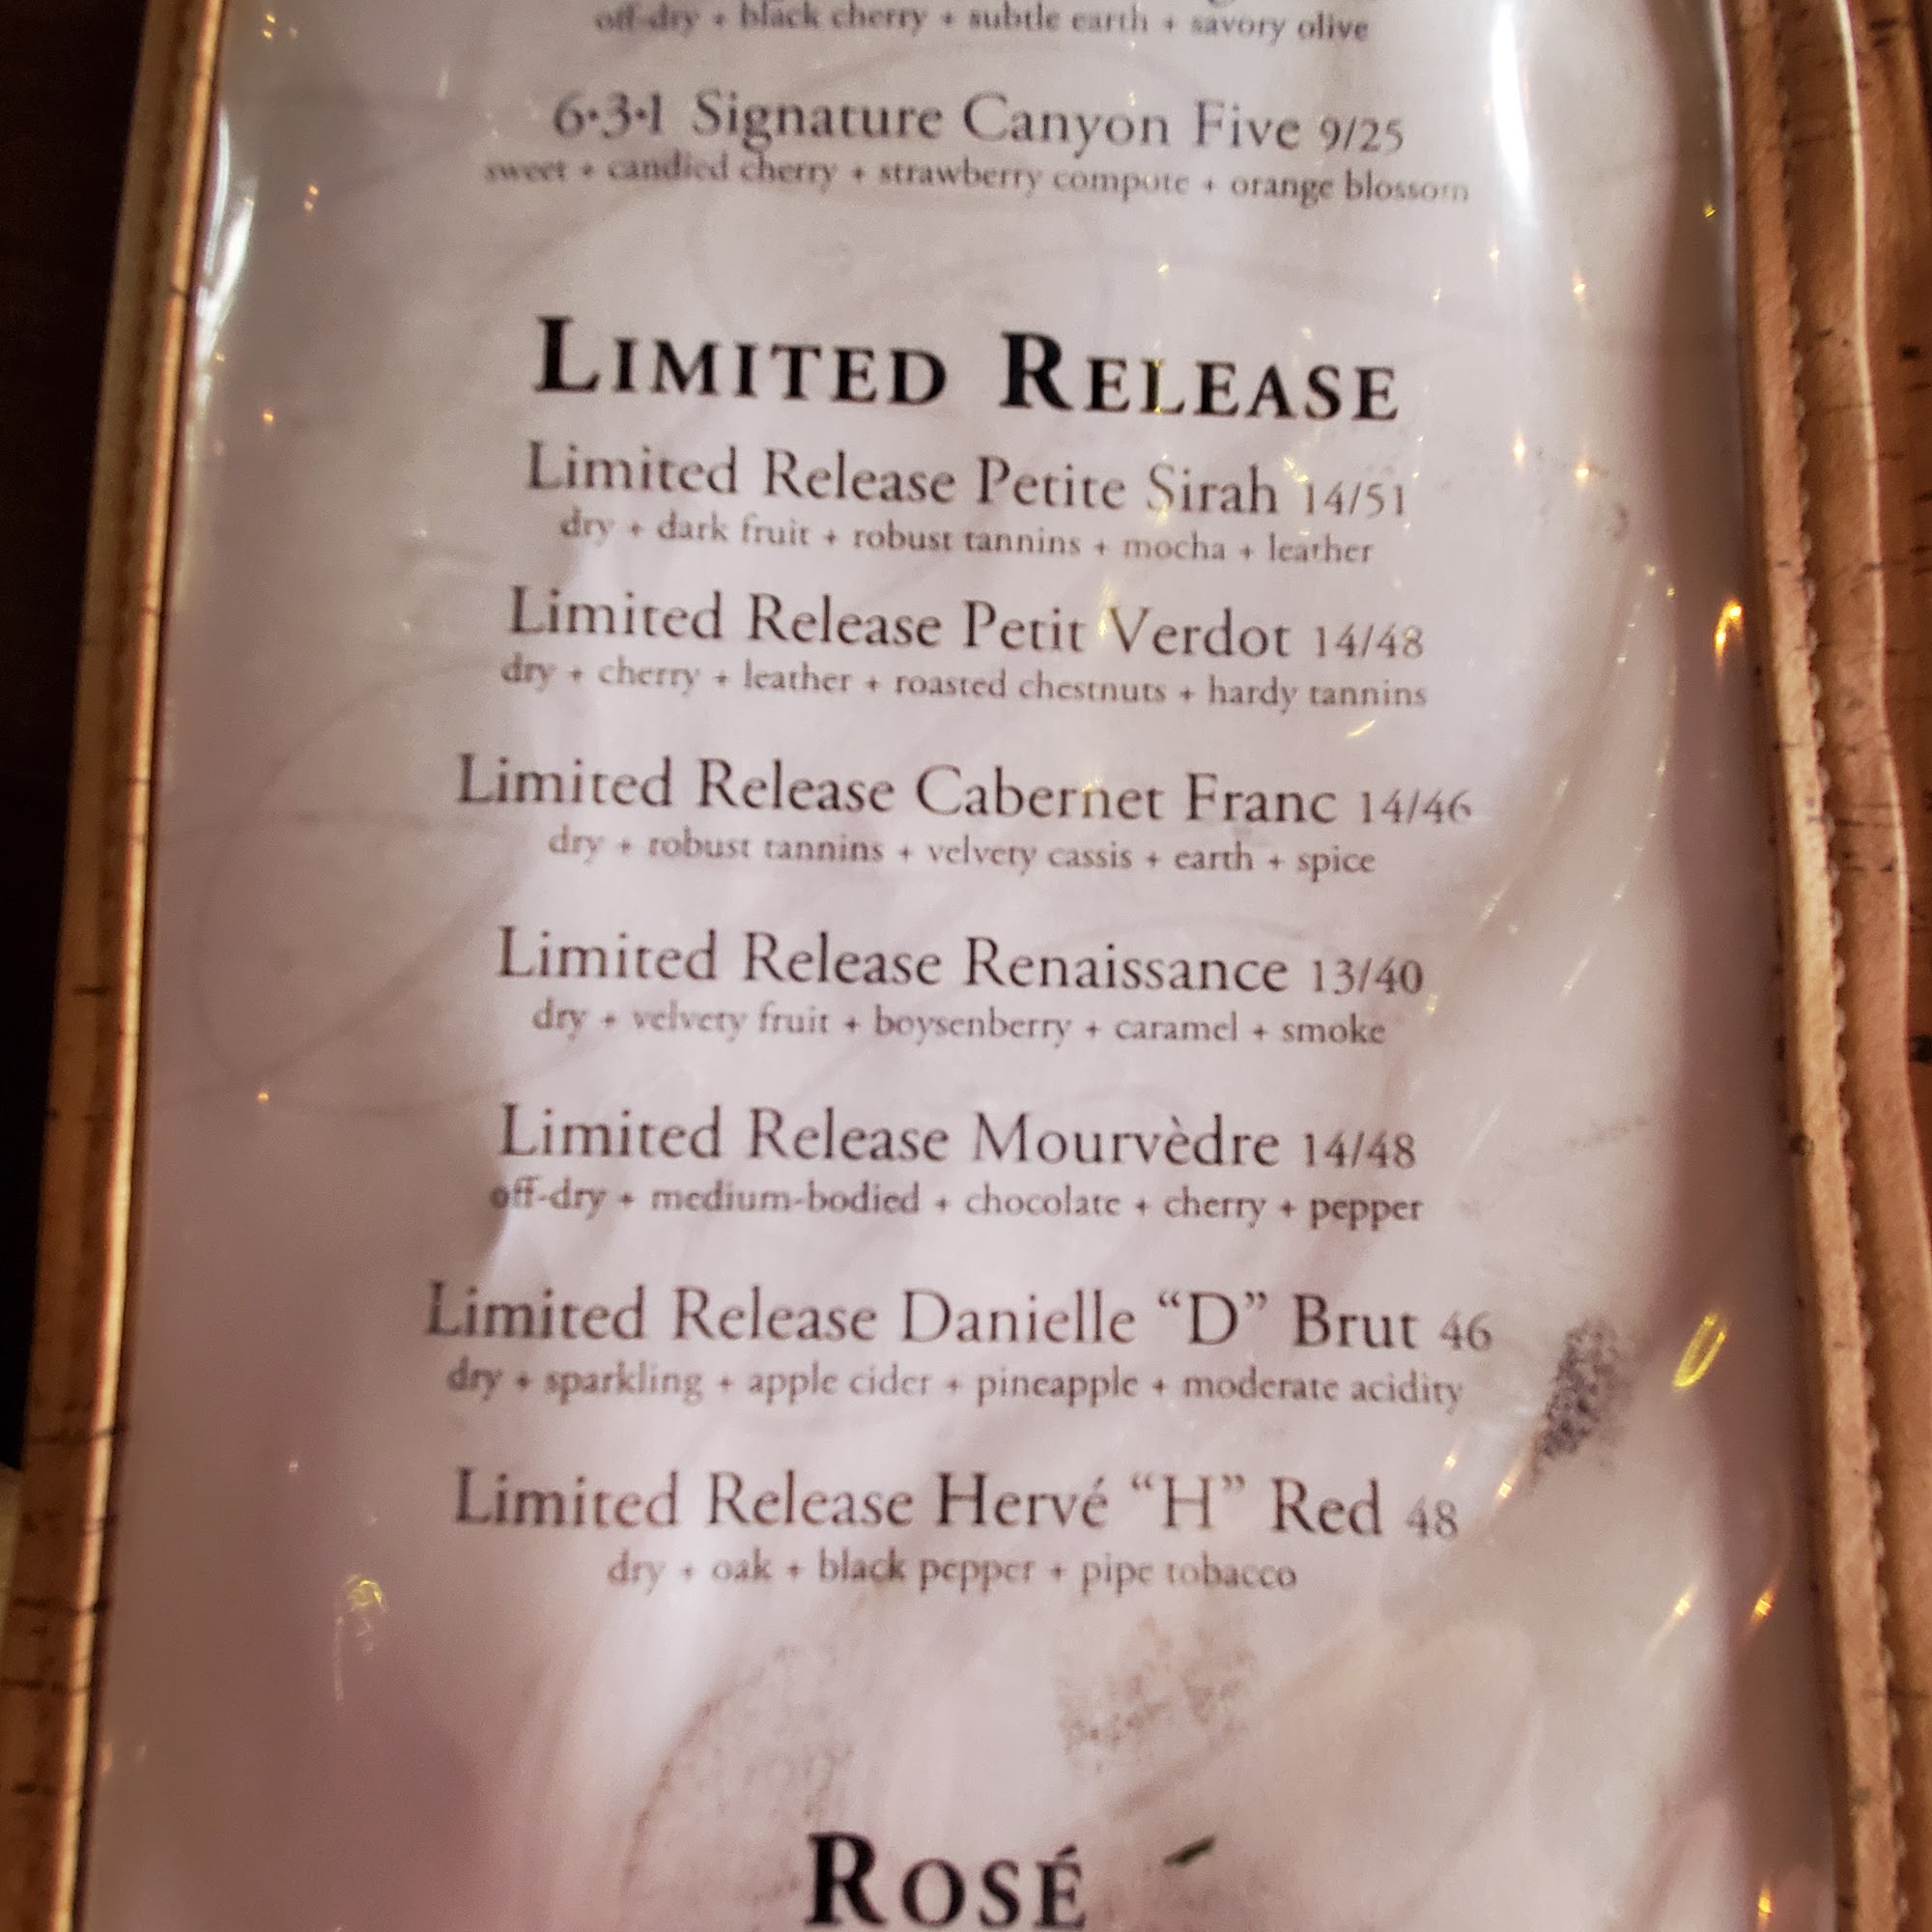 off-dry + black cherry + subtle earth + savory olive
6·3·1 Signature Canyon Five 9/25
sweet + candied cherry + strawberry compote + orange blossom
LIMITED RELEASE
Limited Release Petite Sirah 14/51
dry + dark fruit + robust tannins + mocha + leather
Limited Release Petit Verdot 14/48
dry + cherry + leather + roasted chestnuts + hardy tannins
Limited Release Cabernet Franc 14/46
dry + robust tannins + velvety cassis + earth + spice
Limited Release Renaissance 13/40
dry + velvety fruit + boysenberry + caramel + smoke
Limited Release Mourvèdre 14/48
off-dry + medium-bodied + chocolate + cherry + pepper
Limited Release Danielle “D” Brut 46
dry + sparkling + apple cider + pineapple + moderate acidity
Limited Release Hervé “H” Red 48
dry + oak + black pepper + pipe tobacco
ROSÉ